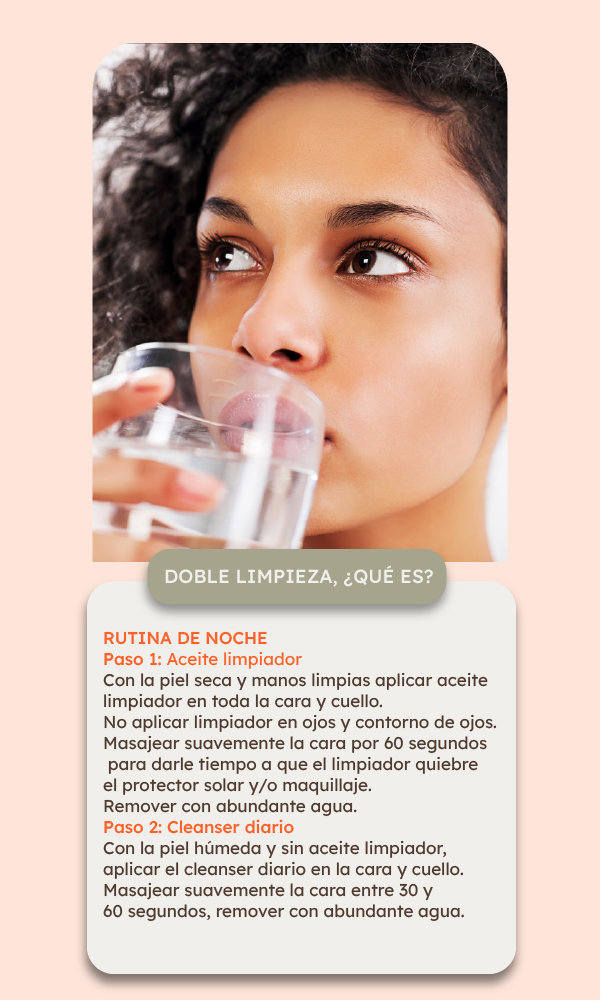 DOBLE LIMPIEZA, ¿QUÉ ES?
RUTINA DE NOCHE
Paso 1: Aceite limpiador
Con la piel seca y manos limpias aplicar aceite
limpiador en toda la cara y cuello.
No aplicar limpiador en ojos y contorno de ojos.
Masajear suavemente la cara por 60 segundos
para darle tiempo a que el limpiador quiebre
el protector solar y/o maquillaje.
Remover con abundante agua.
Paso 2: Cleanser diario
Con la piel húmeda y sin aceite limpiador,
aplicar el cleanser diario en la cara y cuello.
Masajear suavemente la cara entre 30 y
60 segundos, remover con abundante agua.